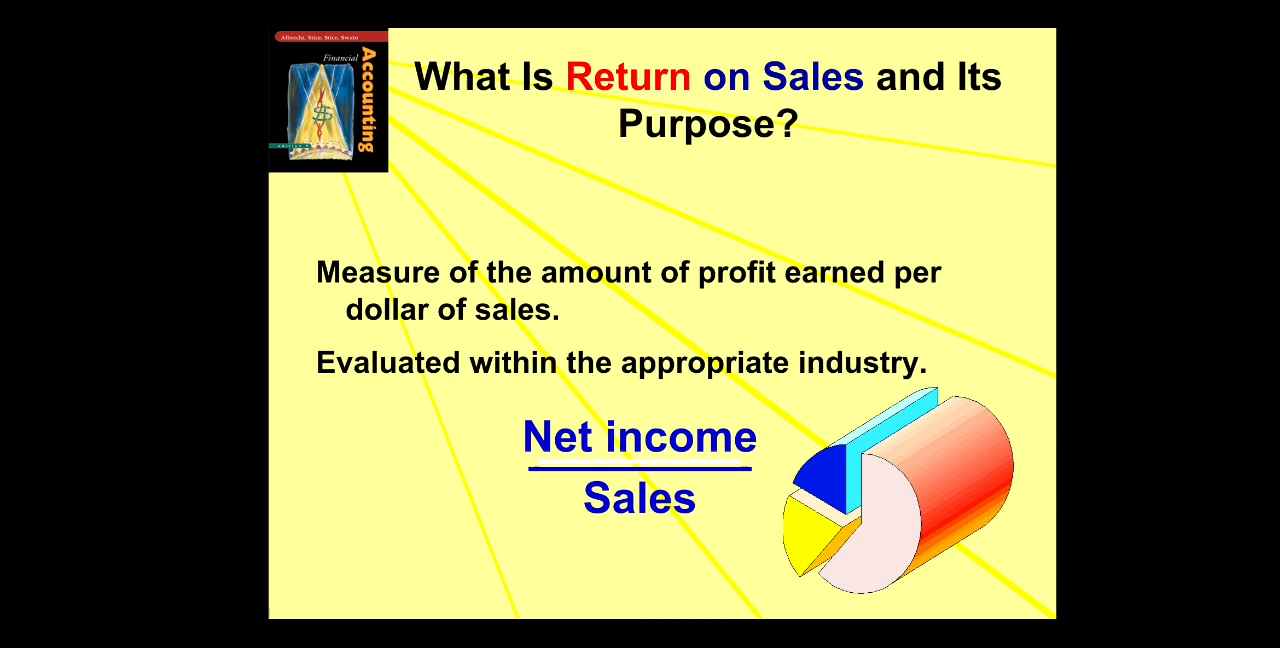 Albrecht, Stice, Stice, Swain
Financial
Accounting
What Is Return on Sales and Its
Purpose?
Measure of the amount of profit earned per
dollar of sales.
Evaluated within the appropriate industry.
Net income
Sales